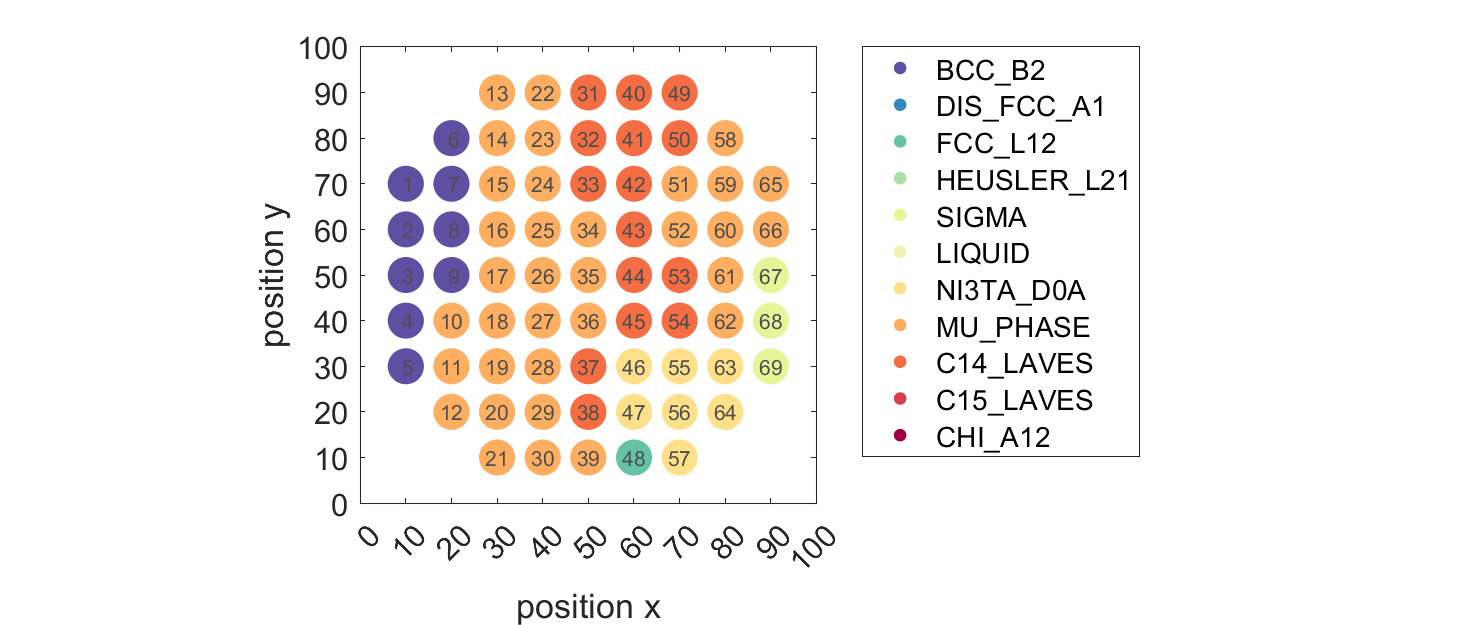 100
90
80
70
60
50
40
30
20
10
0
position y
13 22 31 40 49
6 14 23 32 41 50 58
1 7 15 24 33 42 51 59 65
2 8 16 25 34 43 52 60 66
3 9 17 26 35 44 53 61 67
4 10 18 27 36 45 54 62 68
5 11 19 28 37 46 55 63 69
12 20 29 38 47 56 64
21 30 39 48 57
0 10 20 30 40 50 60 70 80 90 100
position x
BCC_B2
DIS_FCC_A1
FCC_L12
HEUSLER_L21
SIGMA
LIQUID
NI3TA_D0A
MU_PHASE
C14_LAVES
C15_LAVES
CHI_A12